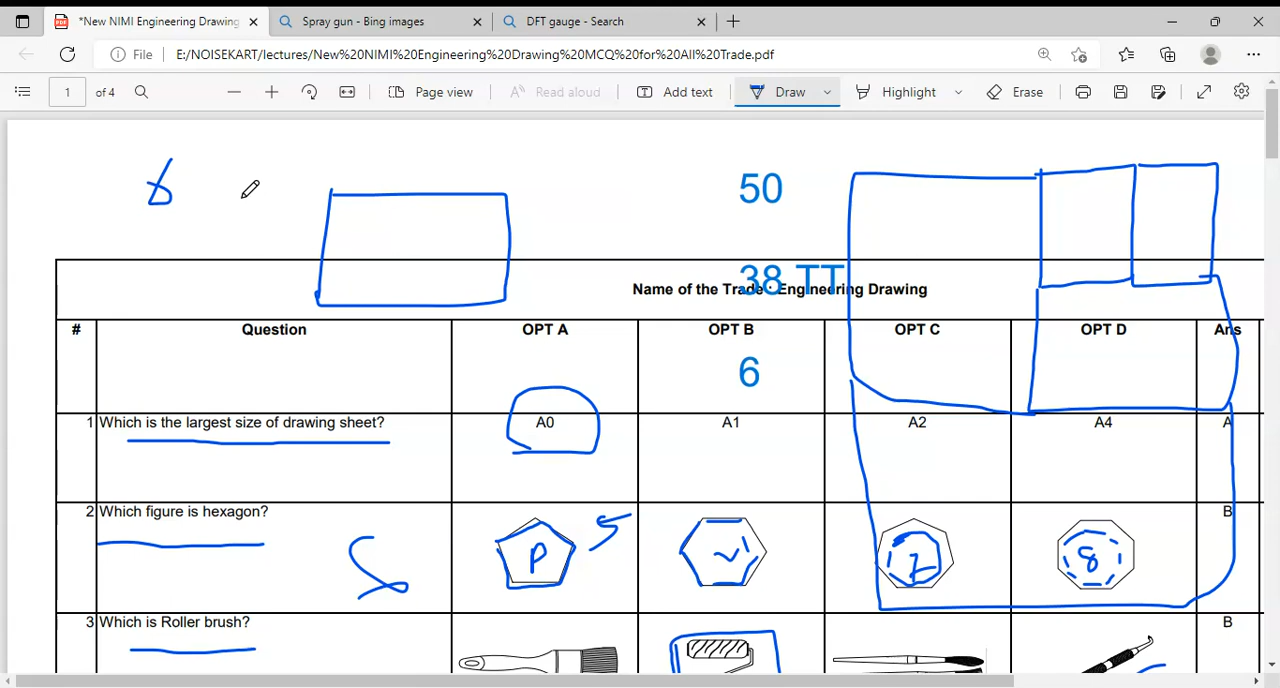 *New NIMI Engineering Drawing
Spray gun - Bing images
DFT gauge - Search
File
E:/NOISEKART/lectures/New%20NIMI%20Engineering%20Drawing%20MCQ%20for%20All%20Trade.pdf
1 of 4
Page view
Read aloud
Add text
Draw
Highlight
Erase
50
38 TT
Name of the Trade : Engineering Drawing
# Question OPT A OPT B OPT C OPT D Ans
6
1 Which is the largest size of drawing sheet? A0 A1 A2 A4 A
2 Which figure is hexagon? B
P 7 8
3 Which is Roller brush? B